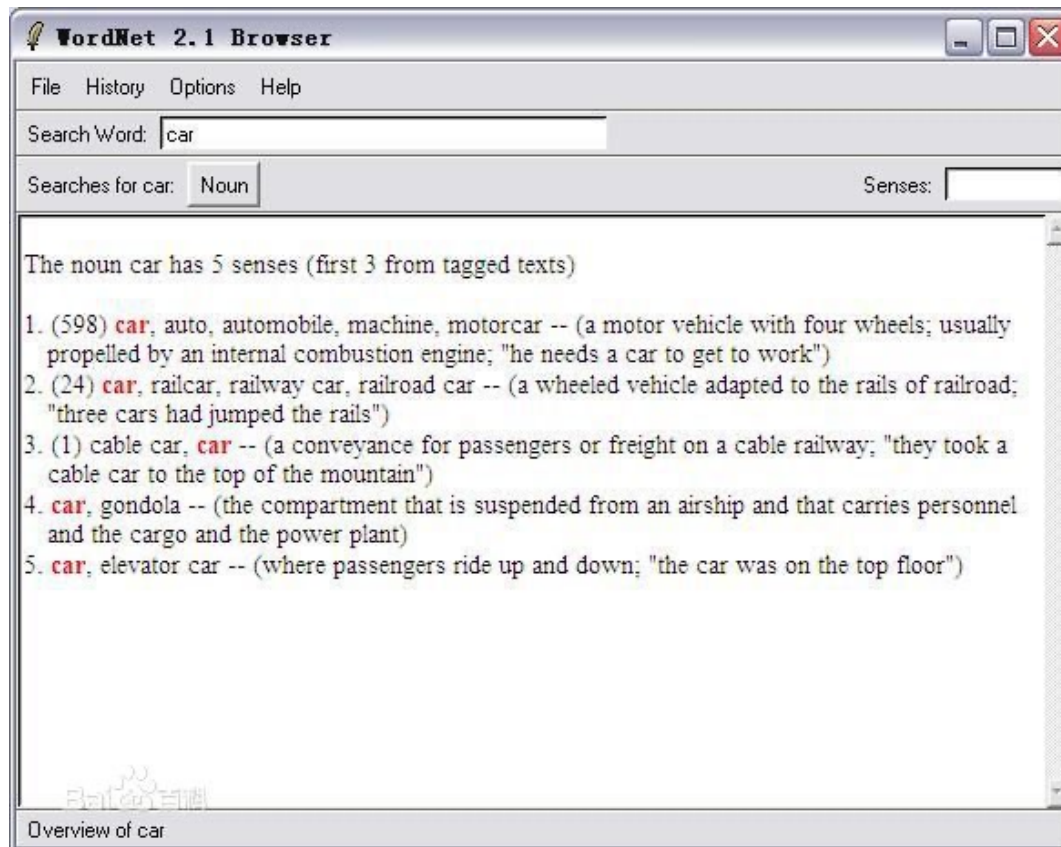 WordNet 2.1 Browser
File History Options Help
Search Word: car
Searches for car: Noun Senses:
The noun car has 5 senses (first 3 from tagged texts)
1. (598) car, auto, automobile, machine, motorcar -- (a motor vehicle with four wheels; usually
propelled by an internal combustion engine; "he needs a car to get to work")
2. (24) car, railcar, railway car, railroad car -- (a wheeled vehicle adapted to the rails of railroad;
"three cars had jumped the rails")
3. (1) cable car, car -- (a conveyance for passengers or freight on a cable railway; "they took a
cable car to the top of the mountain")
4. car, gondola -- (the compartment that is suspended from an airship and that carries personnel
and the cargo and the power plant)
5. car, elevator car -- (where passengers ride up and down; "the car was on the top floor")
Bai du 百科
Overview of car